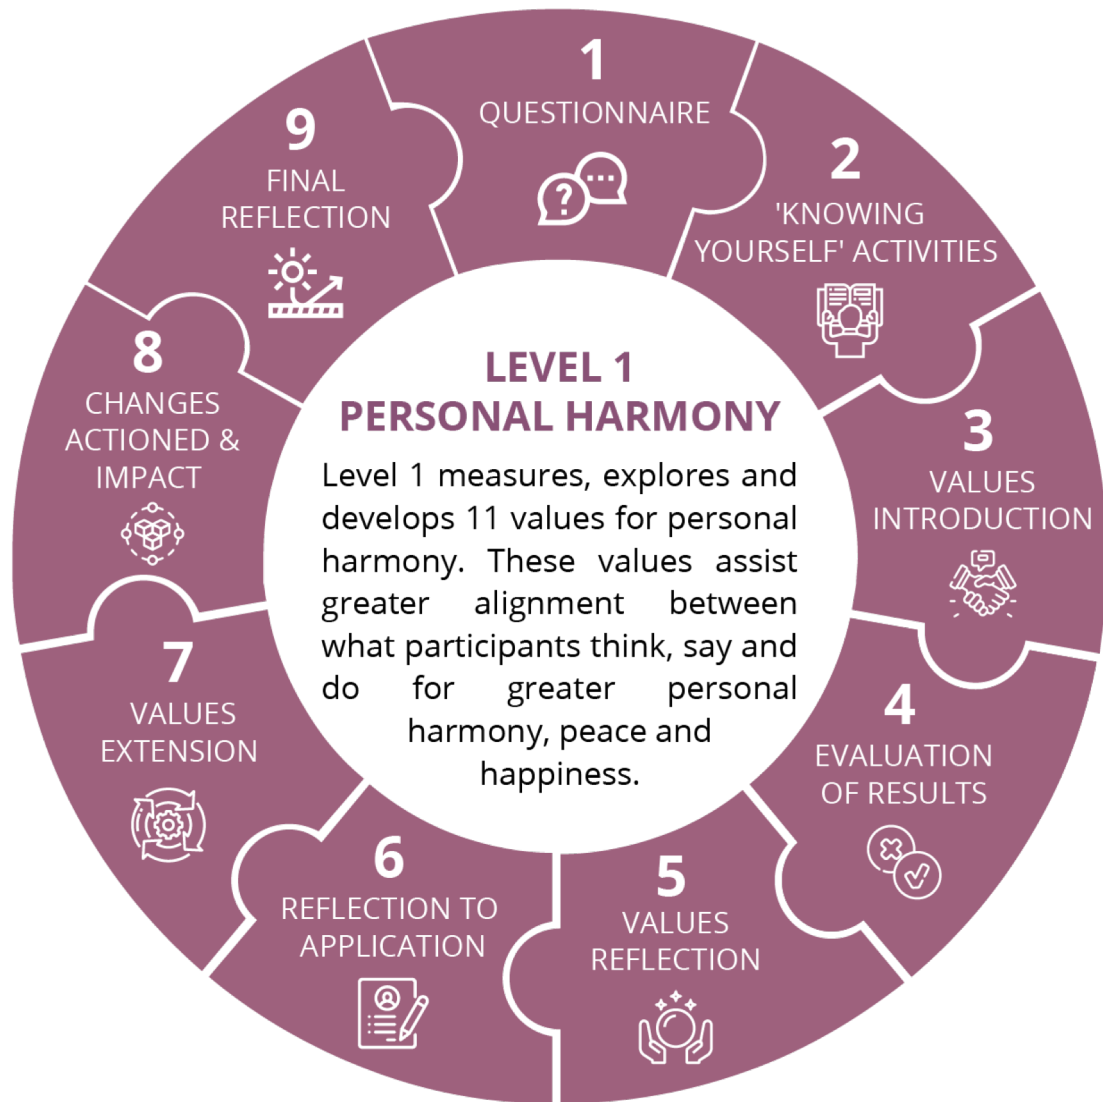 1
QUESTIONNAIRE
2
'KNOWING
YOURSELF' ACTIVITIES
3
VALUES
INTRODUCTION
4
EVALUATION
OF RESULTS
5
VALUES
REFLECTION
6
REFLECTION TO
APPLICATION
7
VALUES
EXTENSION
8
CHANGES
ACTIONED &
IMPACT
9
FINAL
REFLECTION
LEVEL 1
PERSONAL HARMONY
Level 1 measures, explores and
develops 11 values for personal
harmony. These values assist
greater alignment between
what participants think, say and
do for greater personal
harmony, peace and
happiness.